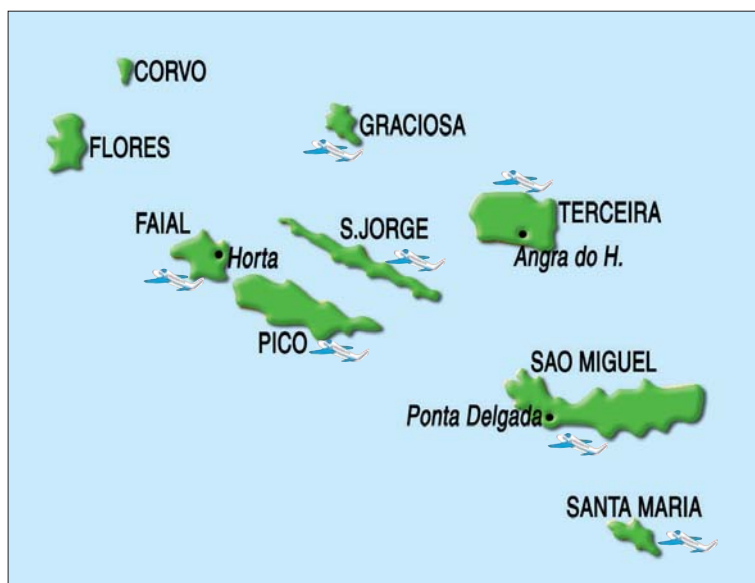 CORVO
FLORES
GRACIOSA
TERCEIRA
Angra do H.
FAIAL
Horta
S.JORGE
PICO
SAO MIGUEL
Ponta Delgada
SANTA MARIA